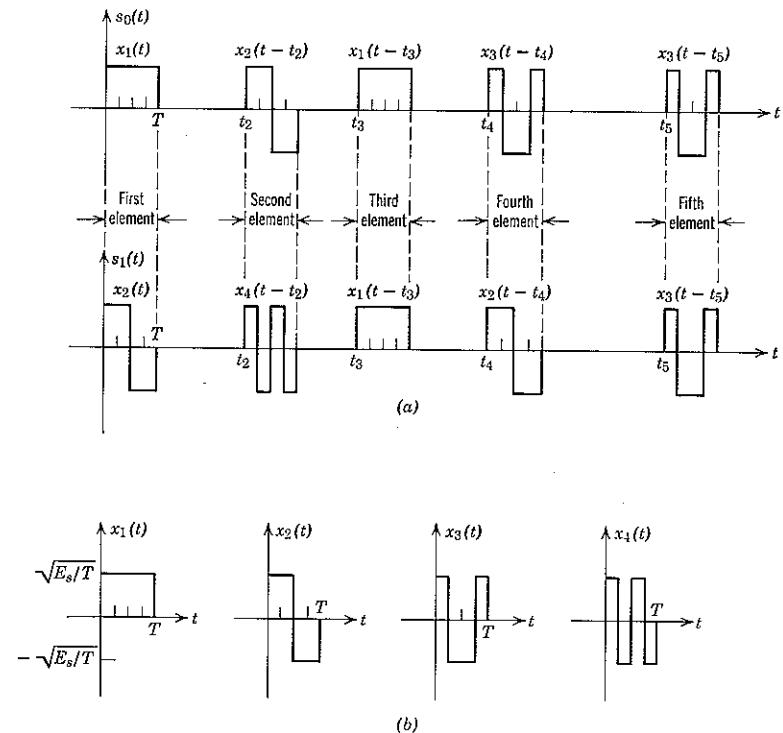 s₀(t)
x₁(t) x₂(t − t₂) x₁(t − t₃) x₃(t − t₄) x₃(t − t₅)
T t₂ t₃ t₄ t₅ t
First element Second element Third element Fourth element Fifth element
s₁(t)
x₂(t) x₄(t − t₂) x₁(t − t₃) x₂(t − t₄) x₃(t − t₅)
T t₂ t₃ t₄ t₅ t
(a)
x₁(t) x₂(t) x₃(t) x₄(t)
√Eₛ/T
T t T t T t T t
− √Eₛ/T
(b)